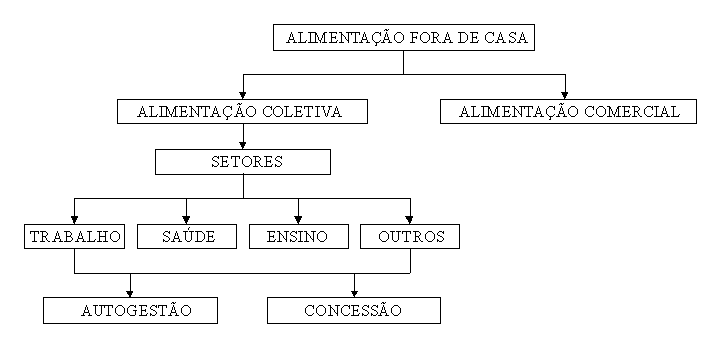 ALIMENTAÇÃO FORA DE CASA
ALIMENTAÇÃO COLETIVA
ALIMENTAÇÃO COMERCIAL
SETORES
TRABALHO
SAÚDE
ENSINO
OUTROS
AUTOGESTÃO
CONCESSÃO